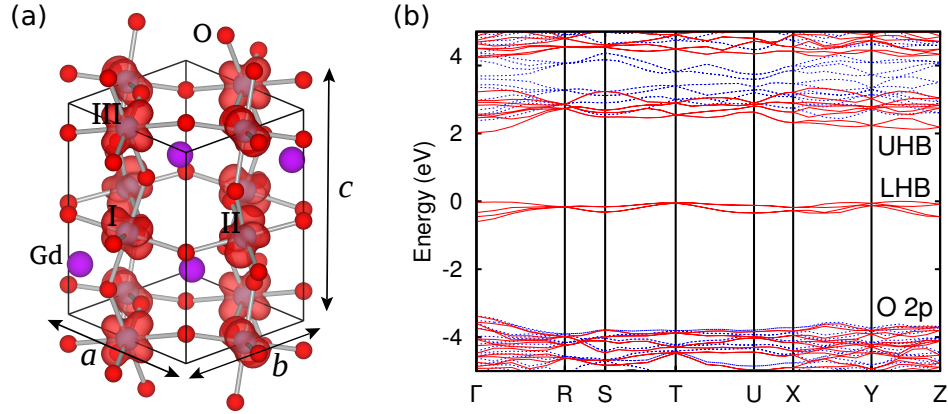 (a)
O
III
I
II
Gd
c
a
b
(b)
Energy (eV)
4
2
0
-2
-4
UHB
LHB
O 2p
Γ R S T U X Y Z